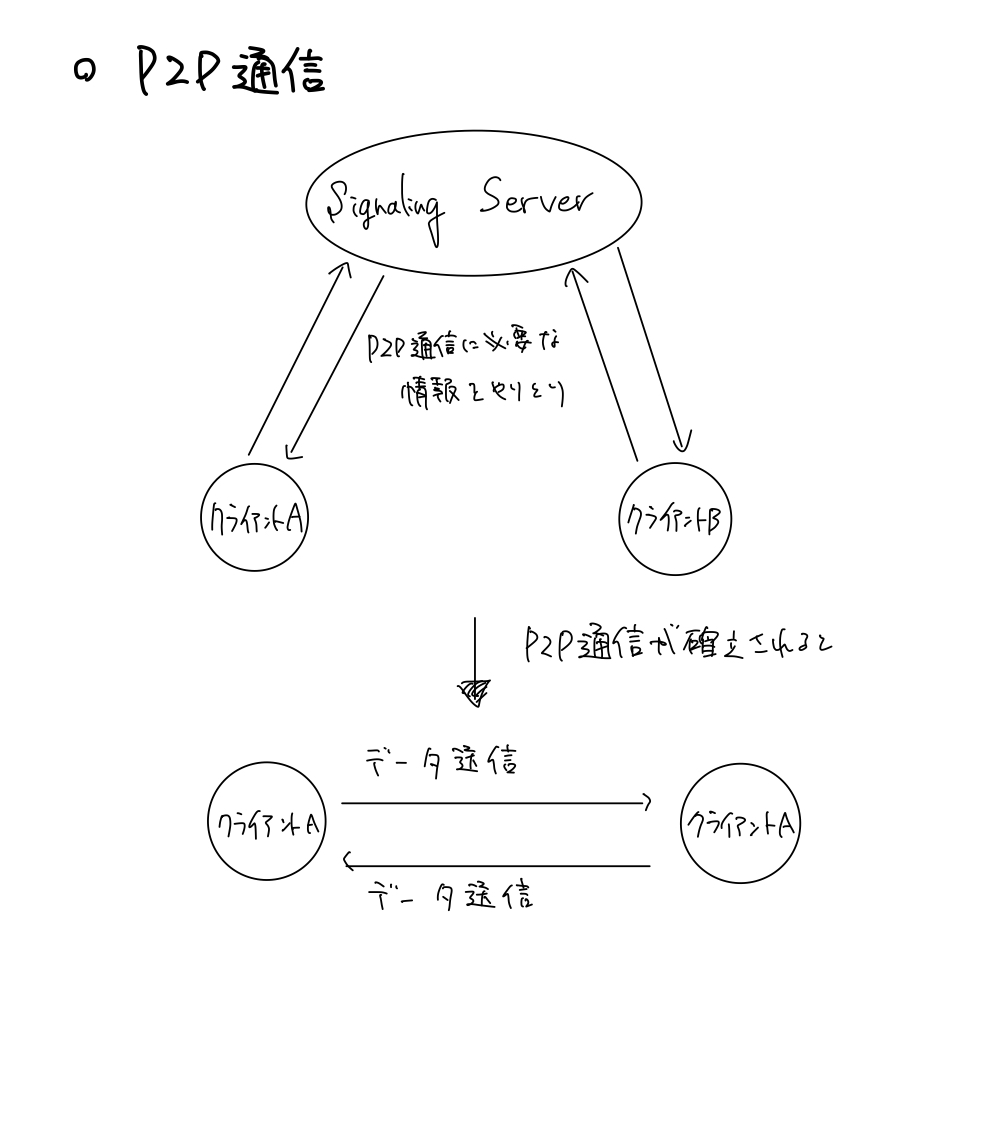 ○ P2P通信
Signaling Server
P2P通信に必要な
情報をやりとり
クライアントA
クライアントB
P2P通信が確立されると
データ送信
クライアントA
クライアントA
データ送信